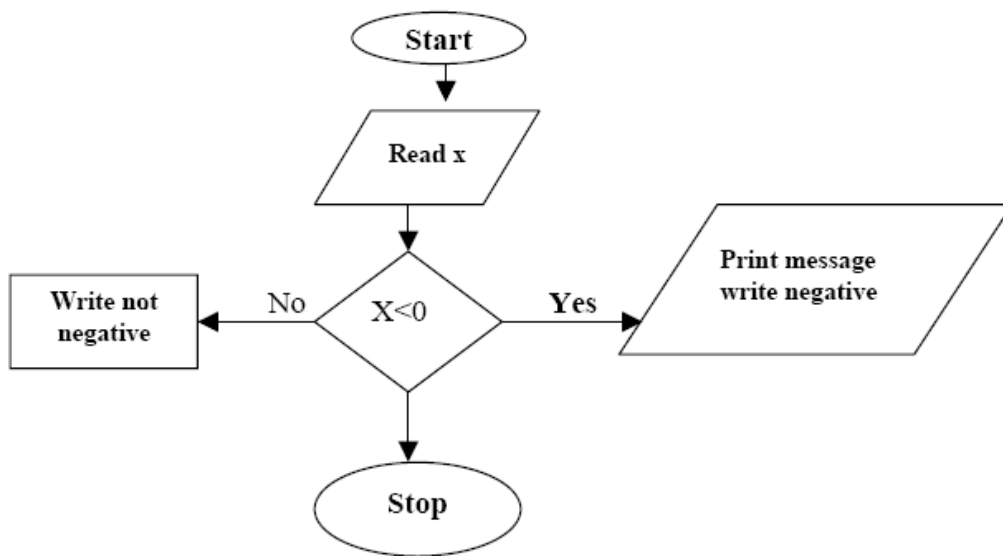 Start
Read x
Write not
negative
No
X<0
Yes
Print message
write negative
Stop